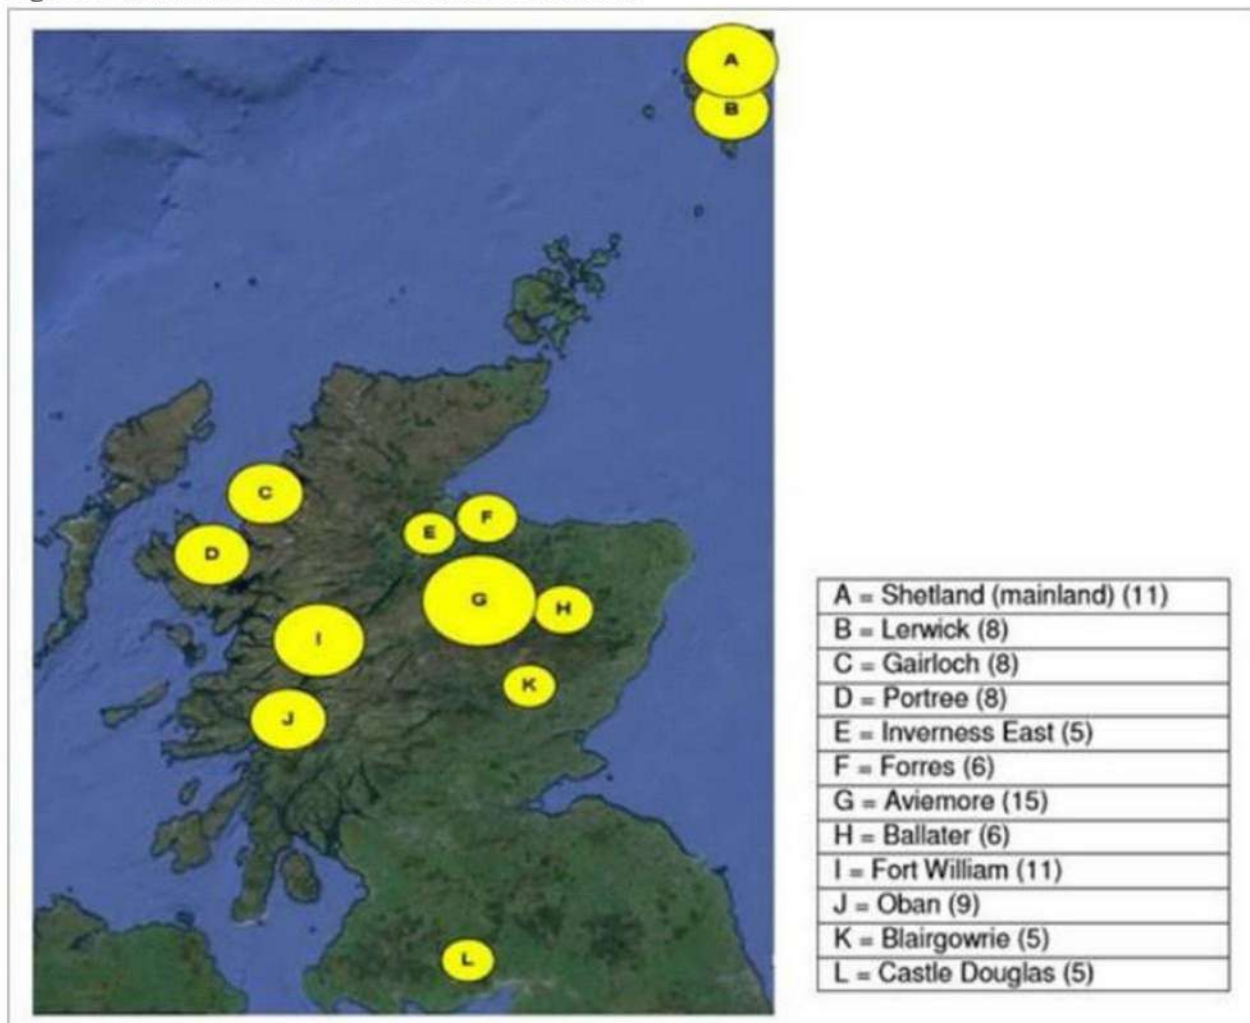 A
B
C
D
E
F
G
H
I
J
K
L
A = Shetland (mainland) (11)
B = Lerwick (8)
C = Gairloch (8)
D = Portree (8)
E = Inverness East (5)
F = Forres (6)
G = Aviemore (15)
H = Ballater (6)
I = Fort William (11)
J = Oban (9)
K = Blairgowrie (5)
L = Castle Douglas (5)